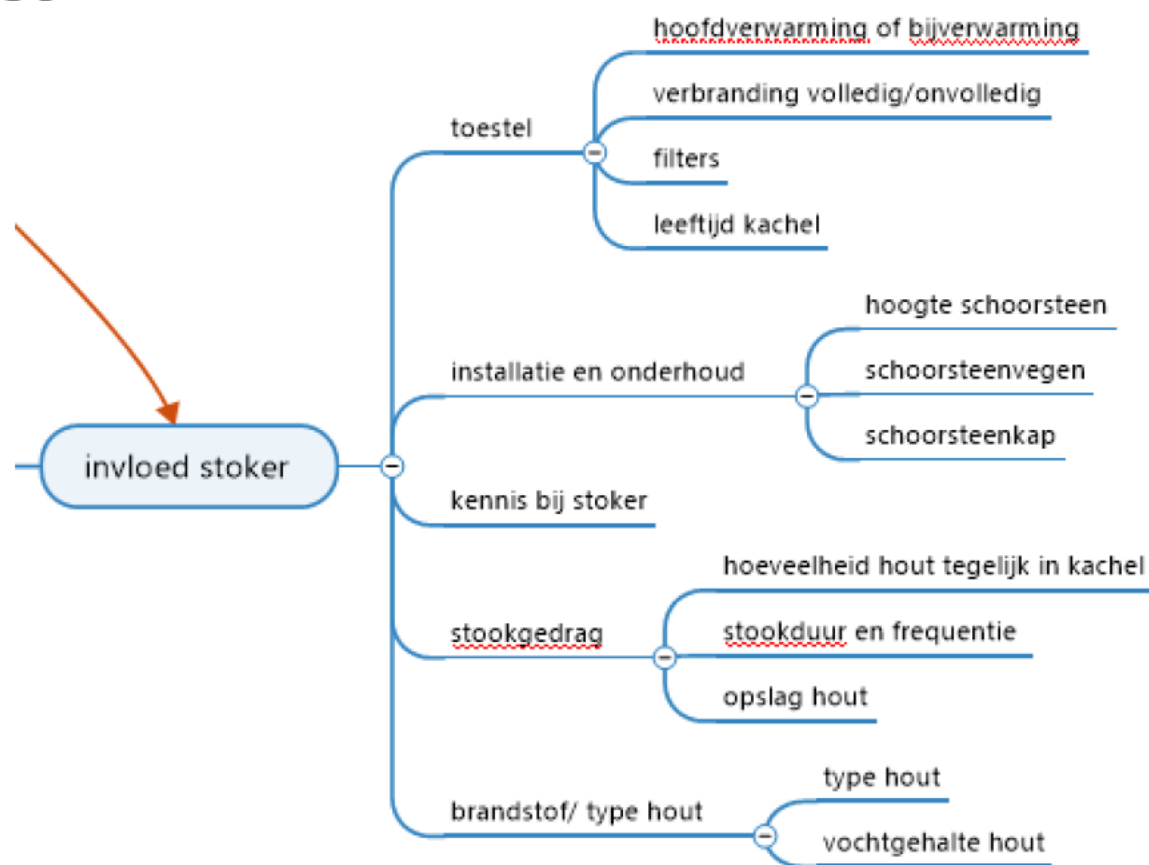 hoofdverwarming of bijverwarming
verbranding volledig/onvolledig
toestel
filters
leeftijd kachel
hoogte schoorsteen
installatie en onderhoud
schoorsteenvegen
schoorsteenkap
invloed stoker
kennis bij stoker
hoeveelheid hout tegelijk in kachel
stookgedrag
stookduur en frequentie
opslag hout
type hout
brandstof/ type hout
vochtgehalte hout